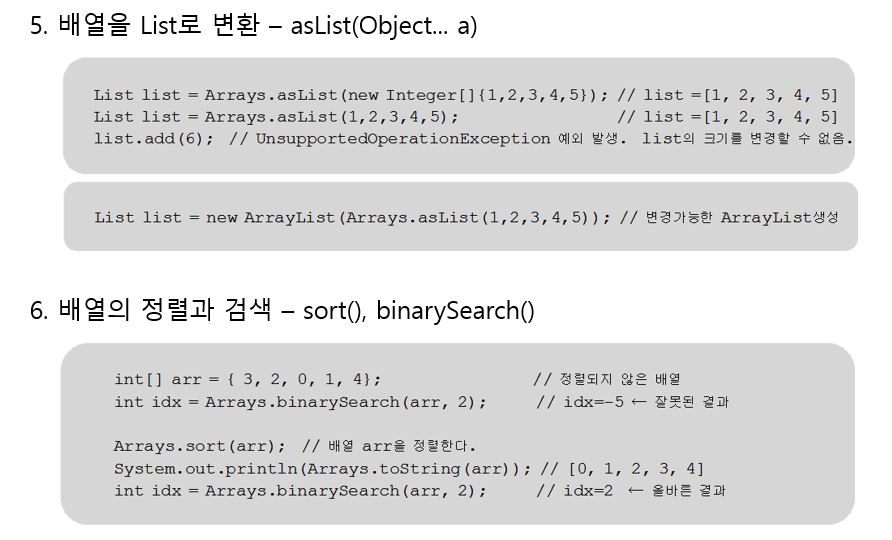 5. 배열을 List로 변환 – asList(Object... a)
List list = Arrays.asList(new Integer[]{1,2,3,4,5}); // list =[1, 2, 3, 4, 5]
List list = Arrays.asList(1,2,3,4,5); // list =[1, 2, 3, 4, 5]
list.add(6); // UnsupportedOperationException 예외 발생. list의 크기를 변경할 수 없음.
List list = new ArrayList(Arrays.asList(1,2,3,4,5)); // 변경가능한 ArrayList생성
6. 배열의 정렬과 검색 – sort(), binarySearch()
int[] arr = { 3, 2, 0, 1, 4}; // 정렬되지 않은 배열
int idx = Arrays.binarySearch(arr, 2); // idx=-5 ← 잘못된 결과
Arrays.sort(arr); // 배열 arr을 정렬한다.
System.out.println(Arrays.toString(arr)); // [0, 1, 2, 3, 4]
int idx = Arrays.binarySearch(arr, 2); // idx=2 ← 올바른 결과